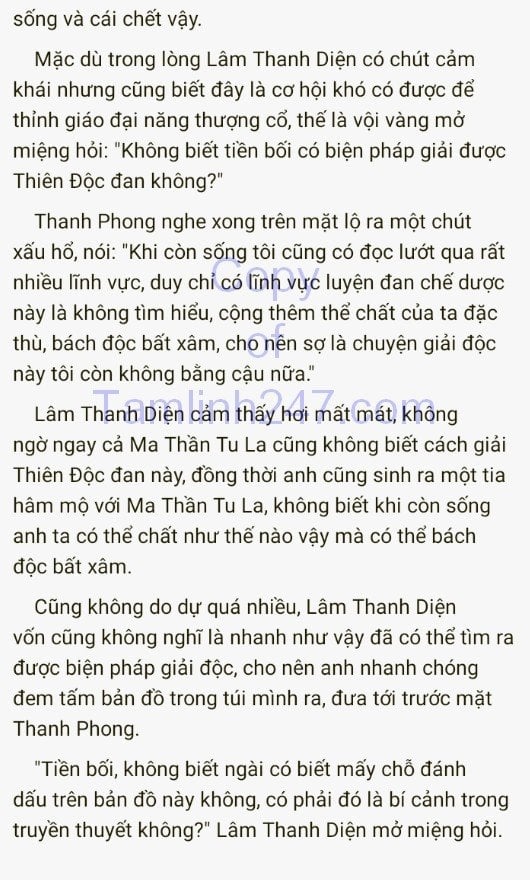 sống và cái chết vậy.
Mặc dù trong lòng Lâm Thanh Diện có chút cảm
khái nhưng cũng biết đây là cơ hội khó có được để
thỉnh giáo đại năng thượng cổ, thế là vội vàng mở
miệng hỏi: "Không biết tiền bối có biện pháp giải được
Thiên Độc đan không?"
Thanh Phong nghe xong trên mặt lộ ra một chút
xấu hổ, nói: "Khi còn sống tôi cũng có đọc lướt qua rất
nhiều lĩnh vực, duy chỉ có lĩnh vực luyện đan chế dược
này là không tìm hiểu, cộng thêm thể chất của ta đặc
thù, bách độc bất xâm, cho nên sợ là chuyện giải độc
này tôi còn không bằng cậu nữa."
Lâm Thanh Diện cảm thấy hơi mất mát, không
ngờ ngay cả Ma Thần Tu La cũng không biết cách giải
Thiên Độc đan này, đồng thời anh cũng sinh ra một tia
hâm mộ với Ma Thần Tu La, không biết khi còn sống
anh ta có thể chất như thế nào vậy mà có thể bách
độc bất xâm.
Cũng không do dự quá nhiều, Lâm Thanh Diện
vốn cũng không nghĩ là nhanh như vậy đã có thể tìm ra
được biện pháp giải độc, cho nên anh nhanh chóng
đem tấm bản đồ trong túi mình ra, đưa tới trước mặt
Thanh Phong.
"Tiền bối, không biết ngài có biết mấy chỗ đánh
dấu trên bản đồ này không, có phải đó là bí cảnh trong
truyền thuyết không?" Lâm Thanh Diện mở miệng hỏi.
Copy
of
Tamlinh247.com